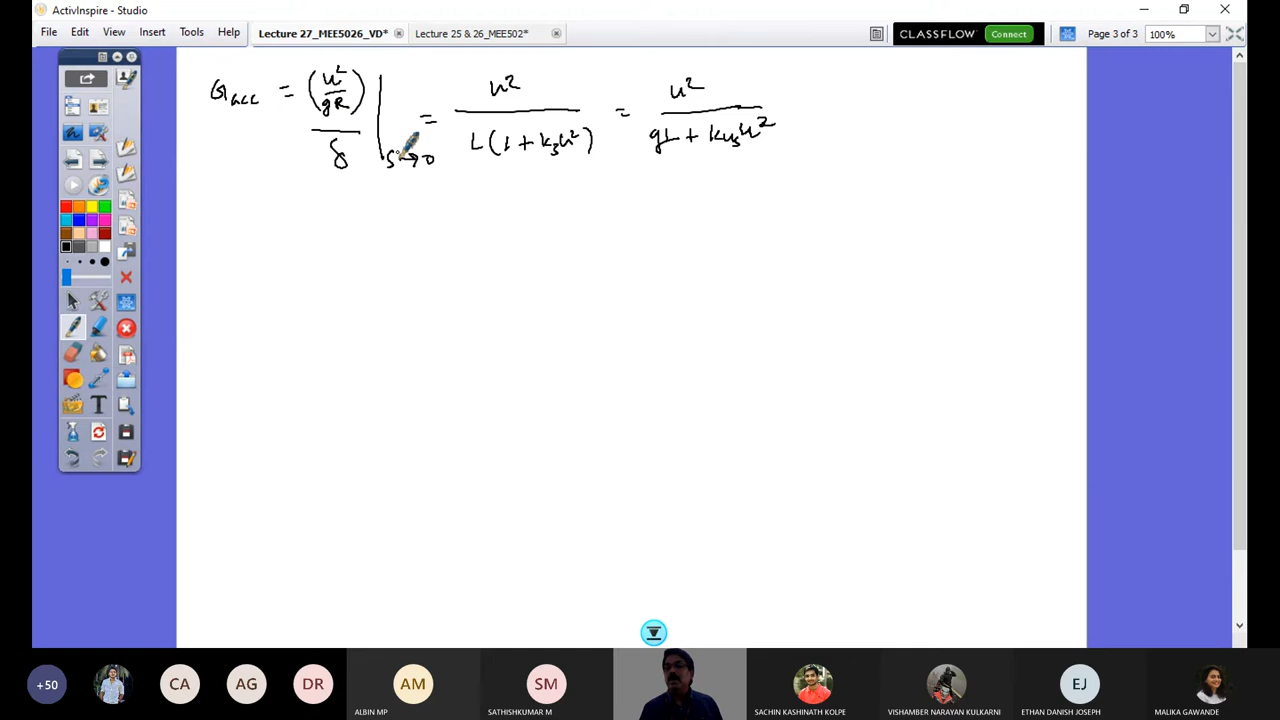 ActivInspire - Studio
File Edit View Insert Tools Help
Lecture 27_MEE5026_VD*
Lecture 25 & 26_MEE502*
CLASSFLOW Connect
Page 3 of 3
100%
G_acc = (u²/gR)/δ |δ→0 = u²/L(1 + k_s u²) = u²/gL + k_us u²
T
+50
CA
AG
DR
AM
ALBIN MP
SM
SATHISHKUMAR M
SACHIN KASHINATH KOLPE
VISHAMBER NARAYAN KULKARNI
EJ
ETHAN DANISH JOSEPH
MALIKA GAWANDE